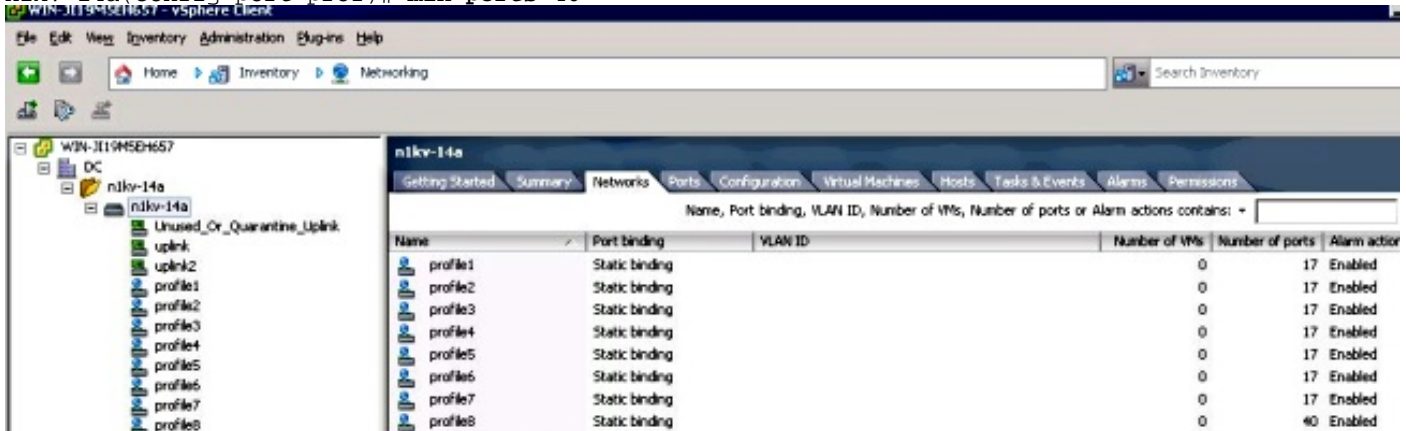 WIN-JI19M5EH657 - vSphere Client
File Edit View Inventory Administration Plug-ins Help
Home Inventory Networking
Search Inventory
WIN-JI19M5EH657
DC
n1kv-14a
n1kv-14a
Unused_Or_Quarantine_Uplink
uplink
uplink2
profile1
profile2
profile3
profile4
profile5
profile6
profile7
profile8
n1kv-14a
Getting Started Summary Networks Ports Configuration Virtual Machines Hosts Tasks & Events Alarms Permissions
Name, Port binding, VLAN ID, Number of VMs, Number of ports or Alarm actions contains:
Name Port binding VLAN ID Number of VMs Number of ports Alarm action
profile1 Static binding 0 17 Enabled
profile2 Static binding 0 17 Enabled
profile3 Static binding 0 17 Enabled
profile4 Static binding 0 17 Enabled
profile5 Static binding 0 17 Enabled
profile6 Static binding 0 17 Enabled
profile7 Static binding 0 17 Enabled
profile8 Static binding 0 40 Enabled